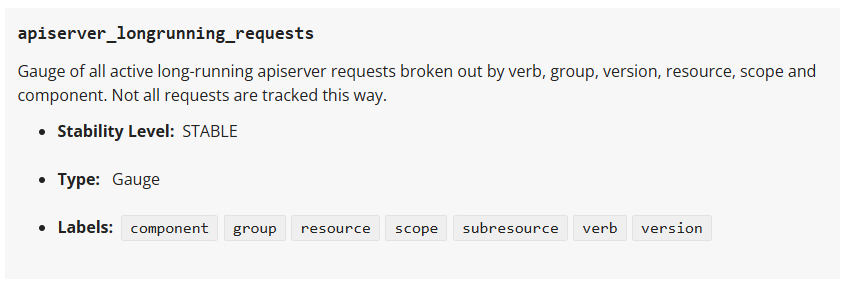 apiserver_longrunning_requests
Gauge of all active long-running apiserver requests broken out by verb, group, version, resource, scope and
component. Not all requests are tracked this way.
• Stability Level: STABLE
• Type: Gauge
• Labels: component group resource scope subresource verb version